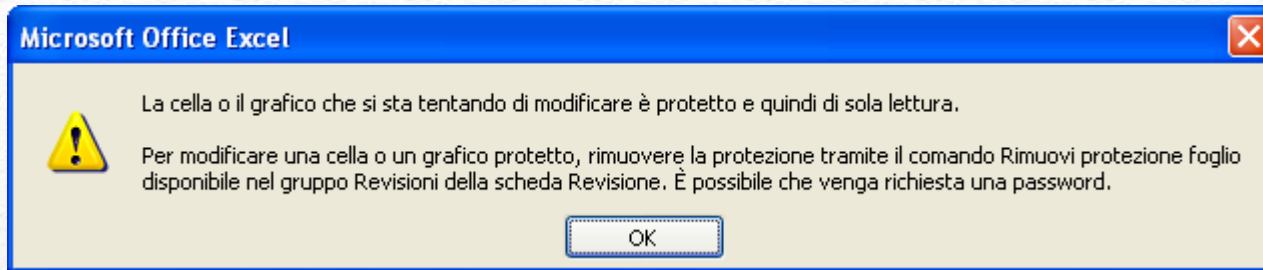 Microsoft Office Excel
La cella o il grafico che si sta tentando di modificare è protetto e quindi di sola lettura.
Per modificare una cella o un grafico protetto, rimuovere la protezione tramite il comando Rimuovi protezione foglio
disponibile nel gruppo Revisioni della scheda Revisione. È possibile che venga richiesta una password.
OK